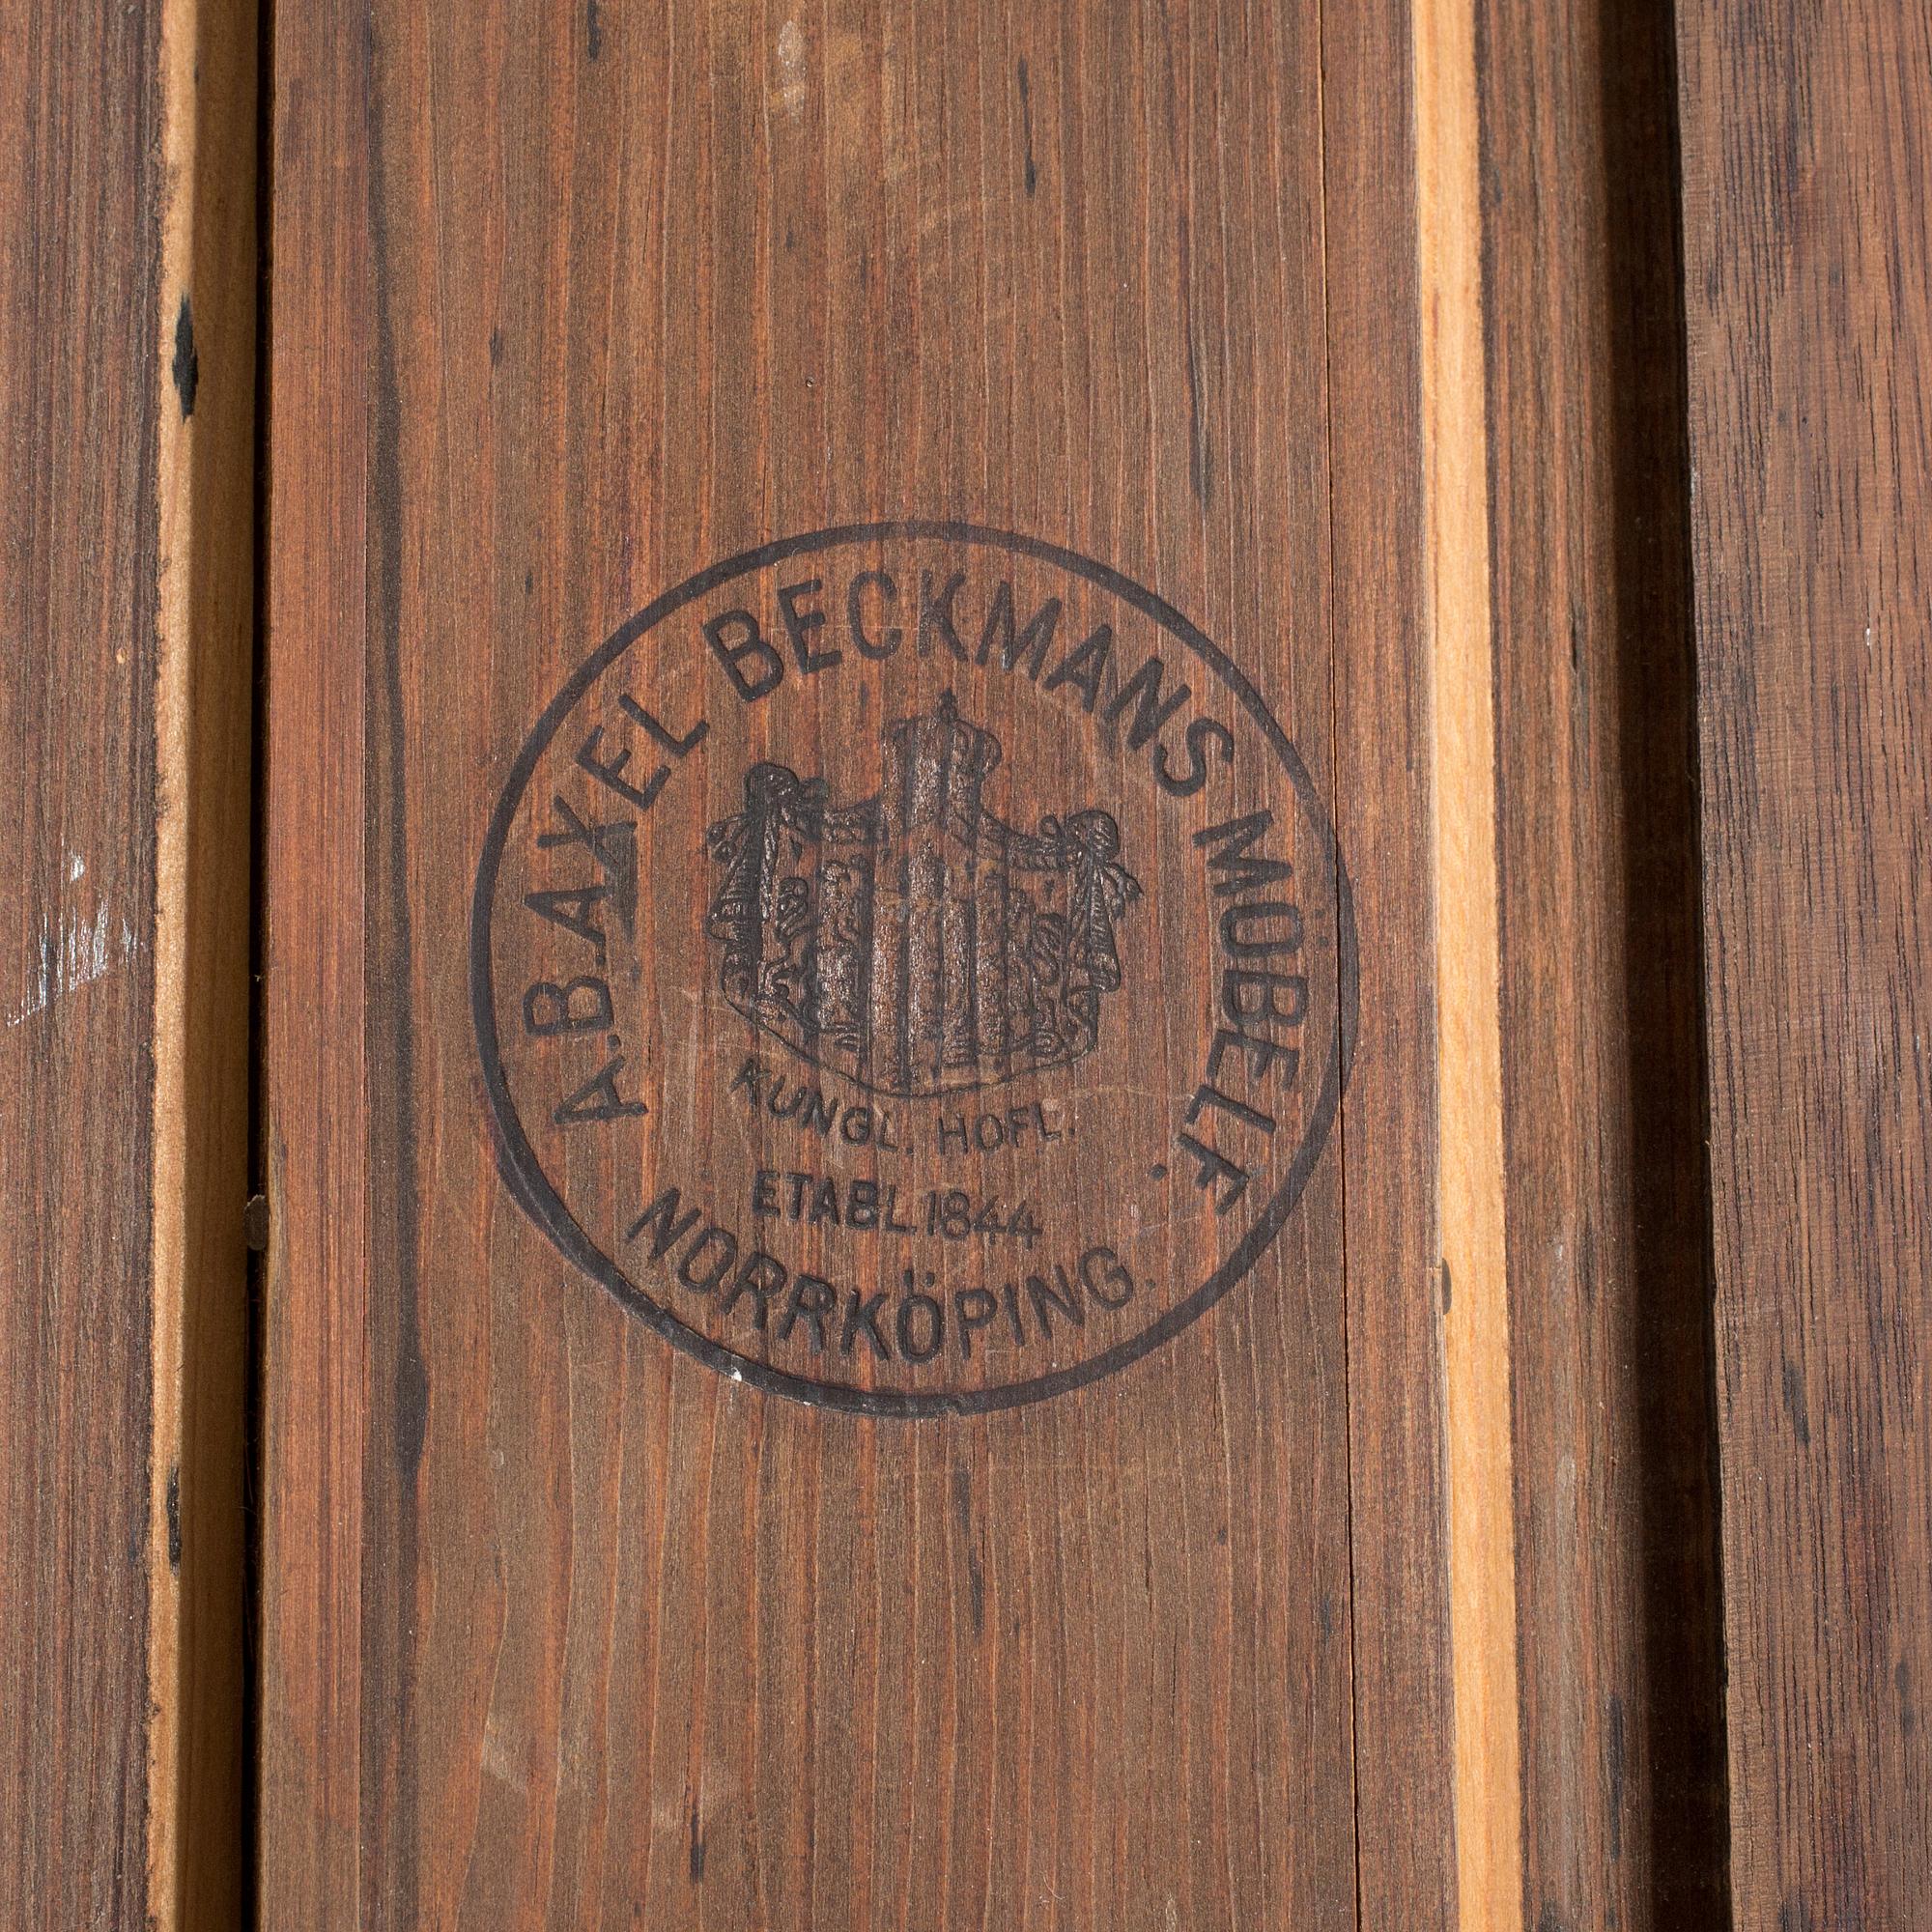 A.B. AXEL BECKMANS MÖBELF.
KUNGL. HOFL.
ETABL. 1844
NORRKÖPING.